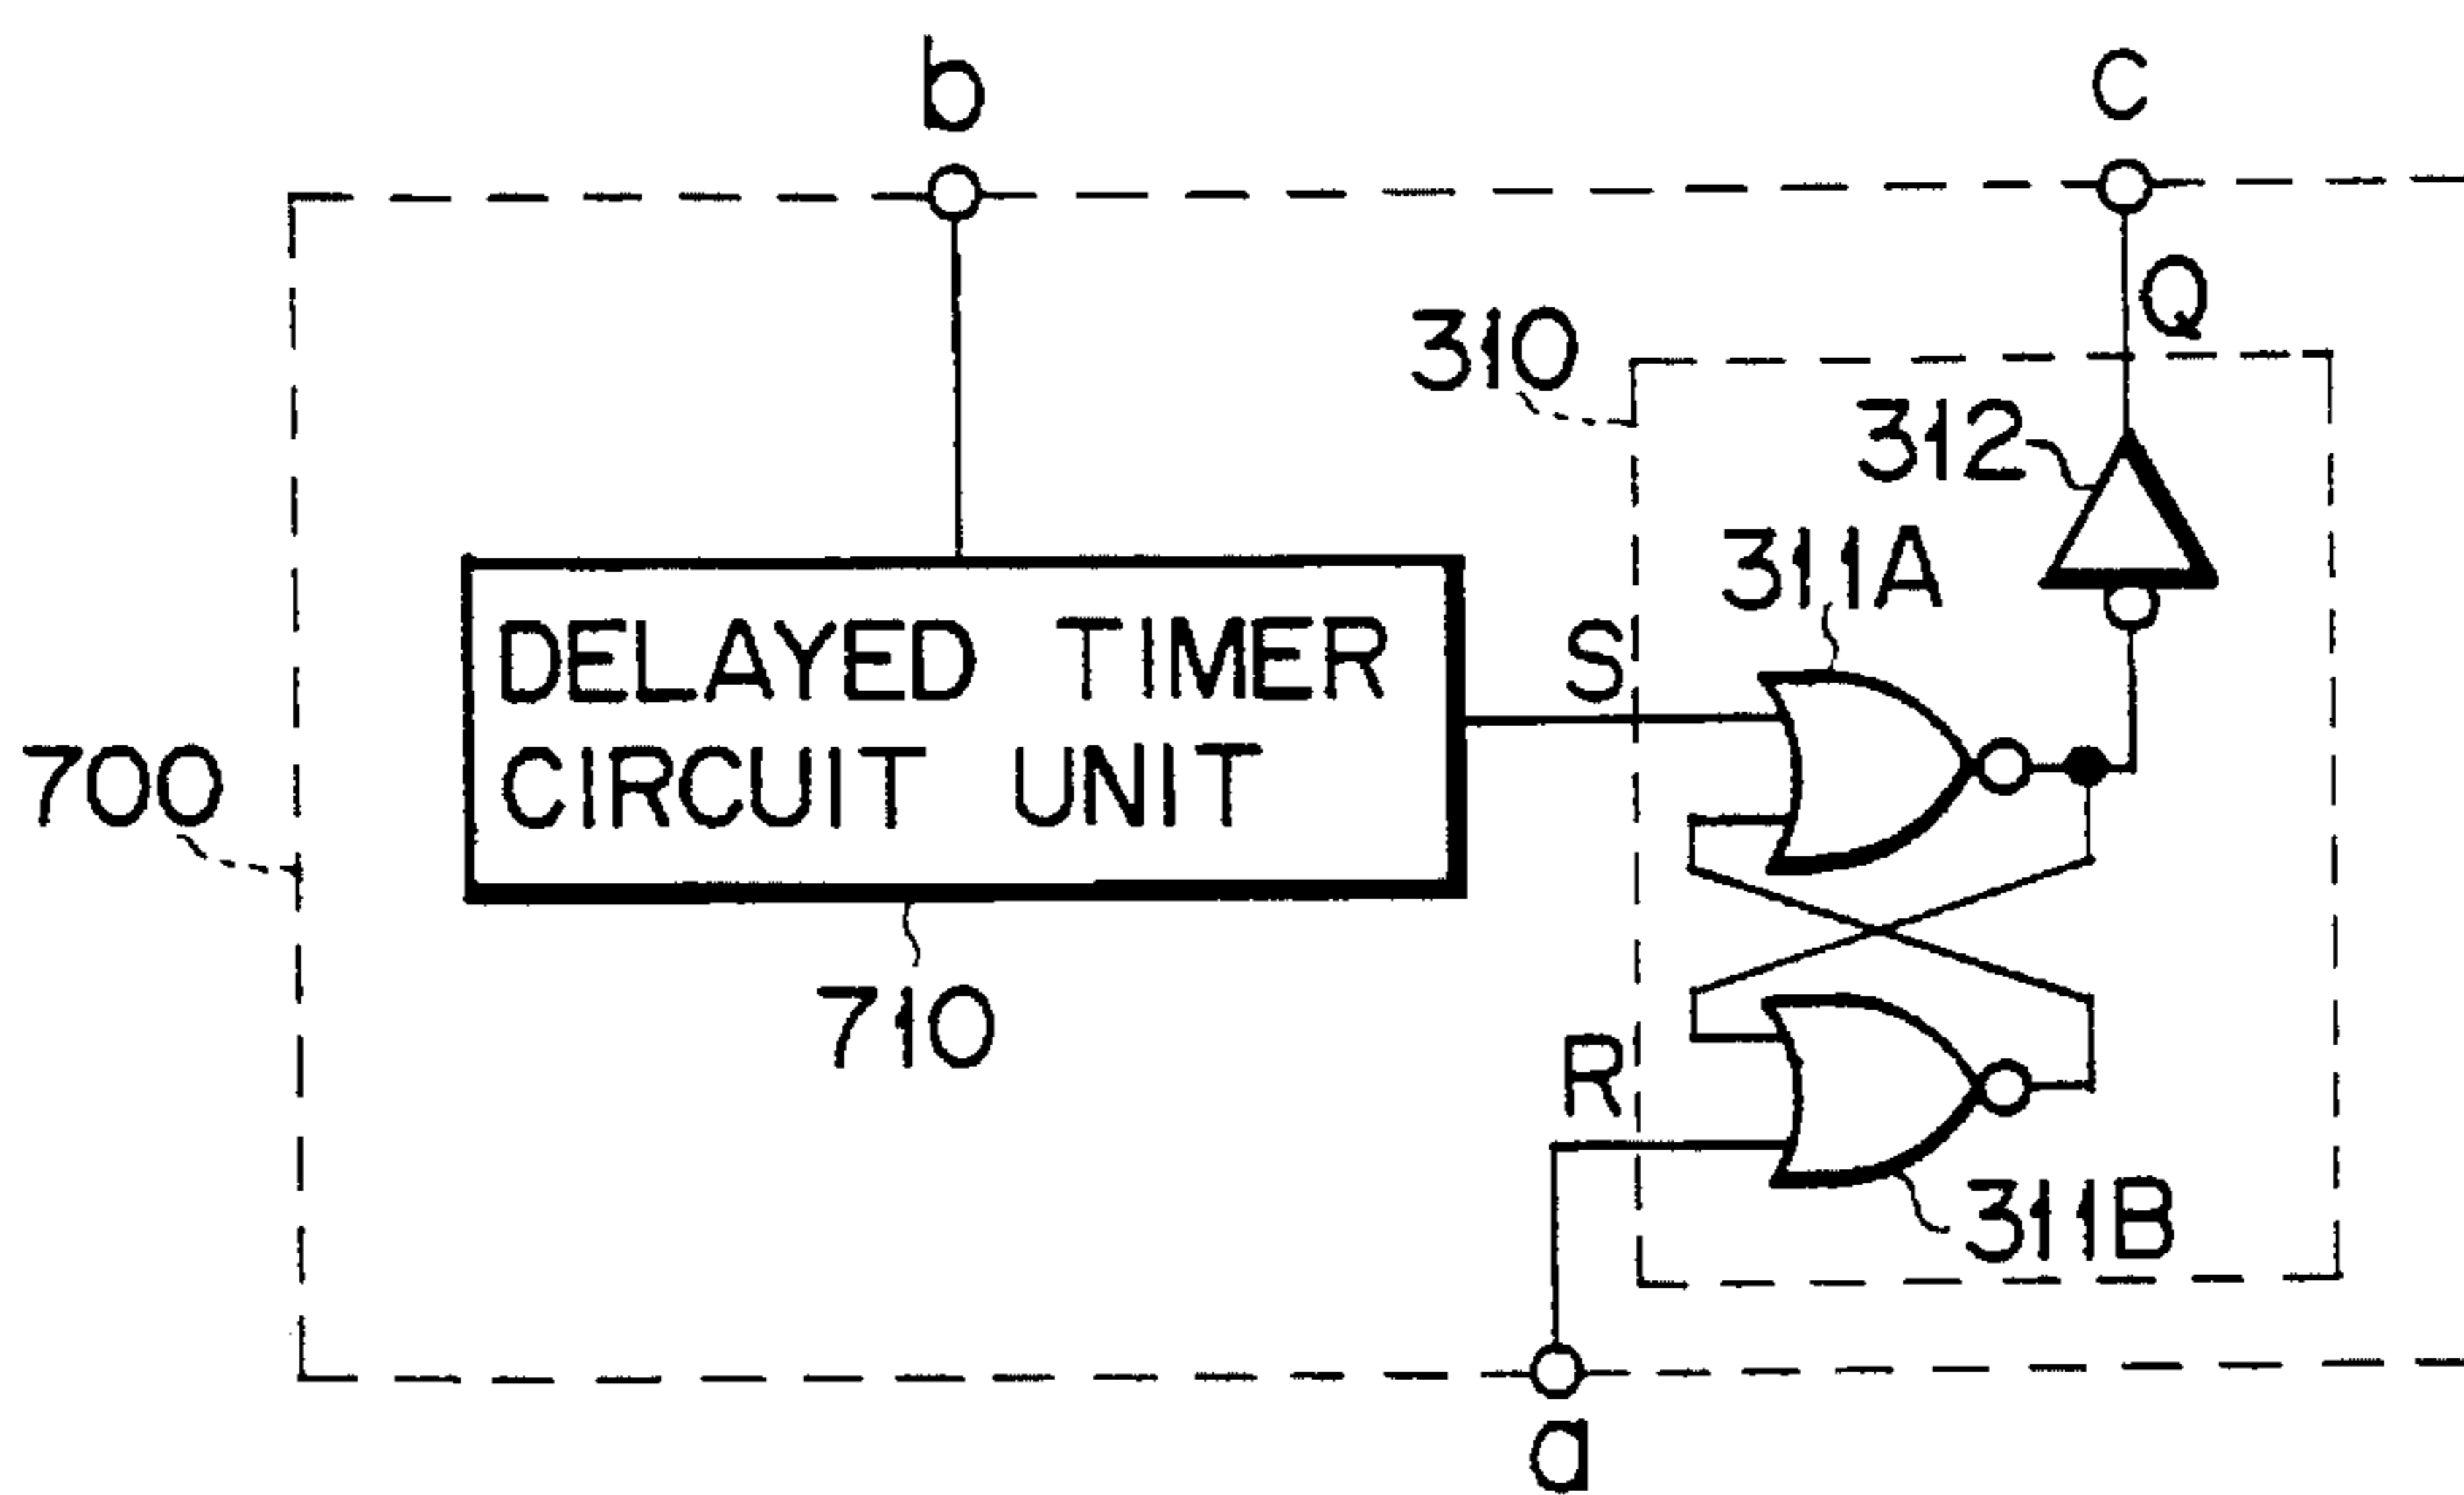 b
c
Q
310
312
311A
S
DELAYED TIMER
CIRCUIT UNIT
700
710
R
311B
a